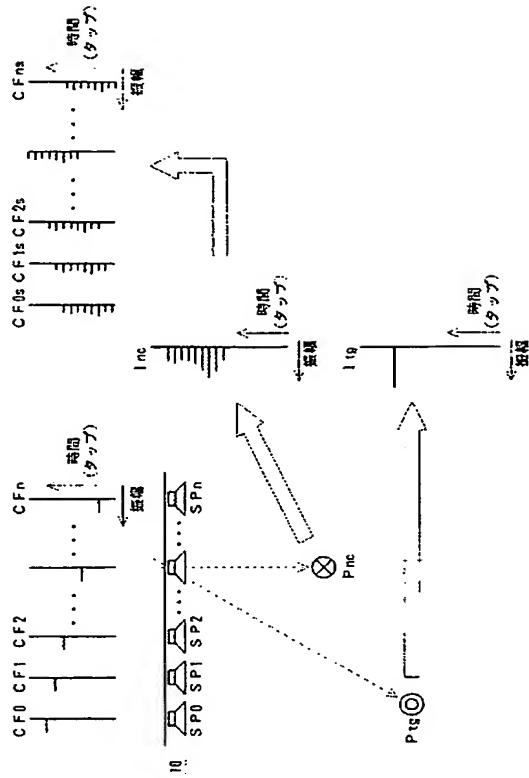 CF0 CF1 CF2 ・・・ CFn
時間
(タップ)
振幅
SP0 SP1 SP2 ・・・ SPn
10
Pnc
Ptg
CF0s CF1s CF2s ・・・ ・・・ CFns
時間
(タップ)
振幅
Inc
時間
(タップ)
振幅
Itg
時間
(タップ)
振幅